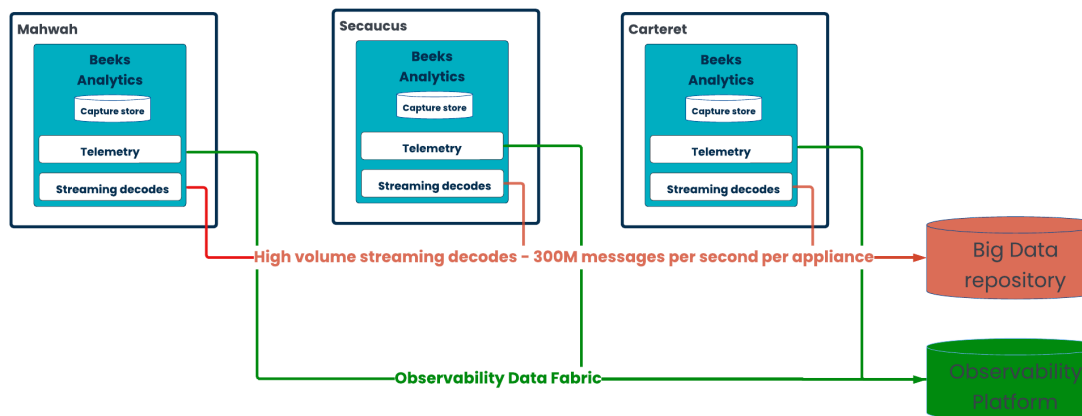 Mahwah
Beeks
Analytics
Capture store
Telemetry
Streaming decodes
Secaucus
Beeks
Analytics
Capture store
Telemetry
Streaming decodes
Carteret
Beeks
Analytics
Capture store
Telemetry
Streaming decodes
High volume streaming decodes - 300M messages per second per appliance
Big Data
repository
Observability Data Fabric
Observability
Platform